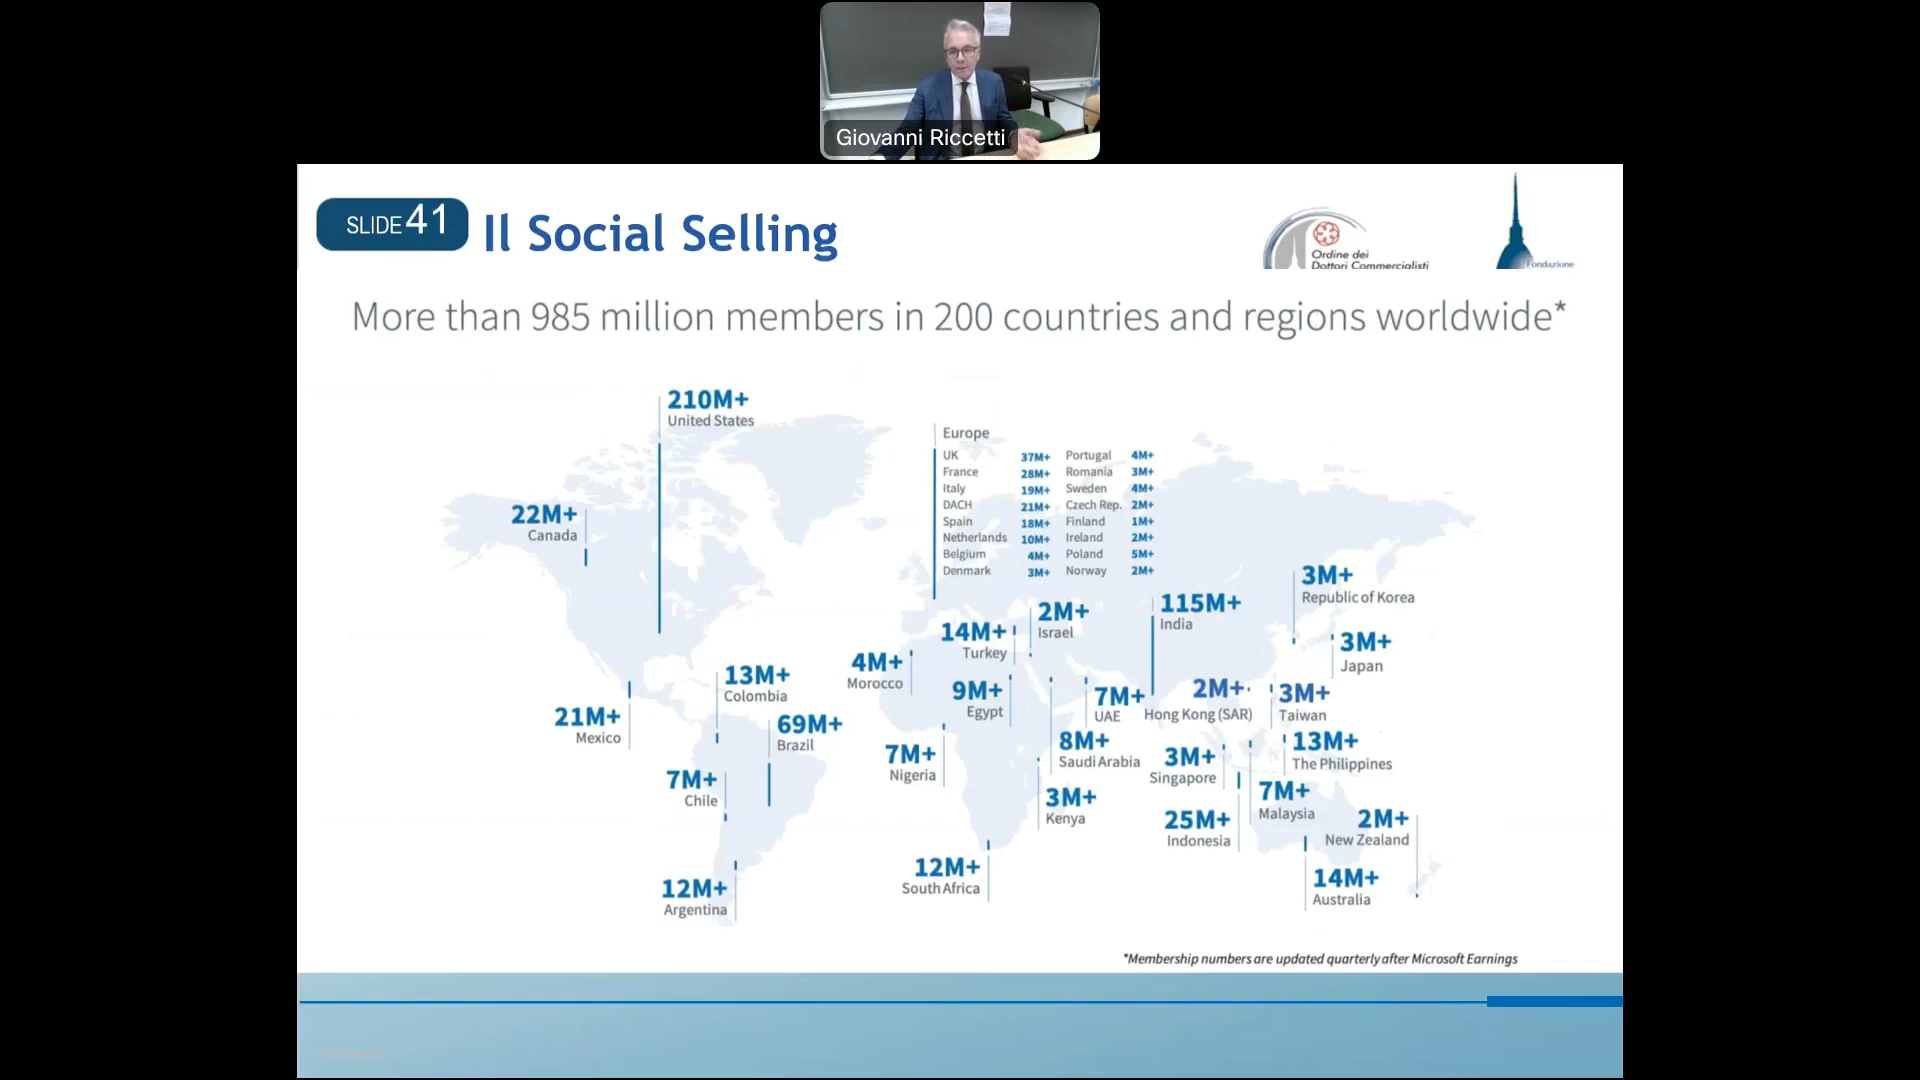 Giovanni Riccetti
SLIDE 41
Il Social Selling
Ordine dei
Dottori Commercialisti
Fondazione
More than 985 million members in 200 countries and regions worldwide*
210M+
United States
22M+
Canada
Europe
UK 37M+ Portugal 4M+
France 28M+ Romania 3M+
Italy 19M+ Sweden 4M+
DACH 21M+ Czech Rep. 2M+
Spain 18M+ Finland 1M+
Netherlands 10M+ Ireland 2M+
Belgium 4M+ Poland 5M+
Denmark 3M+ Norway 2M+
3M+
Republic of Korea
2M+
Israel
115M+
India
14M+
Turkey
3M+
Japan
4M+
Morocco
13M+
Colombia
9M+
Egypt
7M+
UAE
2M+
Hong Kong (SAR)
3M+
Taiwan
21M+
Mexico
69M+
Brazil
7M+
Nigeria
8M+
Saudi Arabia
3M+
Singapore
13M+
The Philippines
7M+
Chile
3M+
Kenya
7M+
Malaysia
25M+
Indonesia
2M+
New Zealand
12M+
South Africa
14M+
Australia
12M+
Argentina
*Membership numbers are updated quarterly after Microsoft Earnings